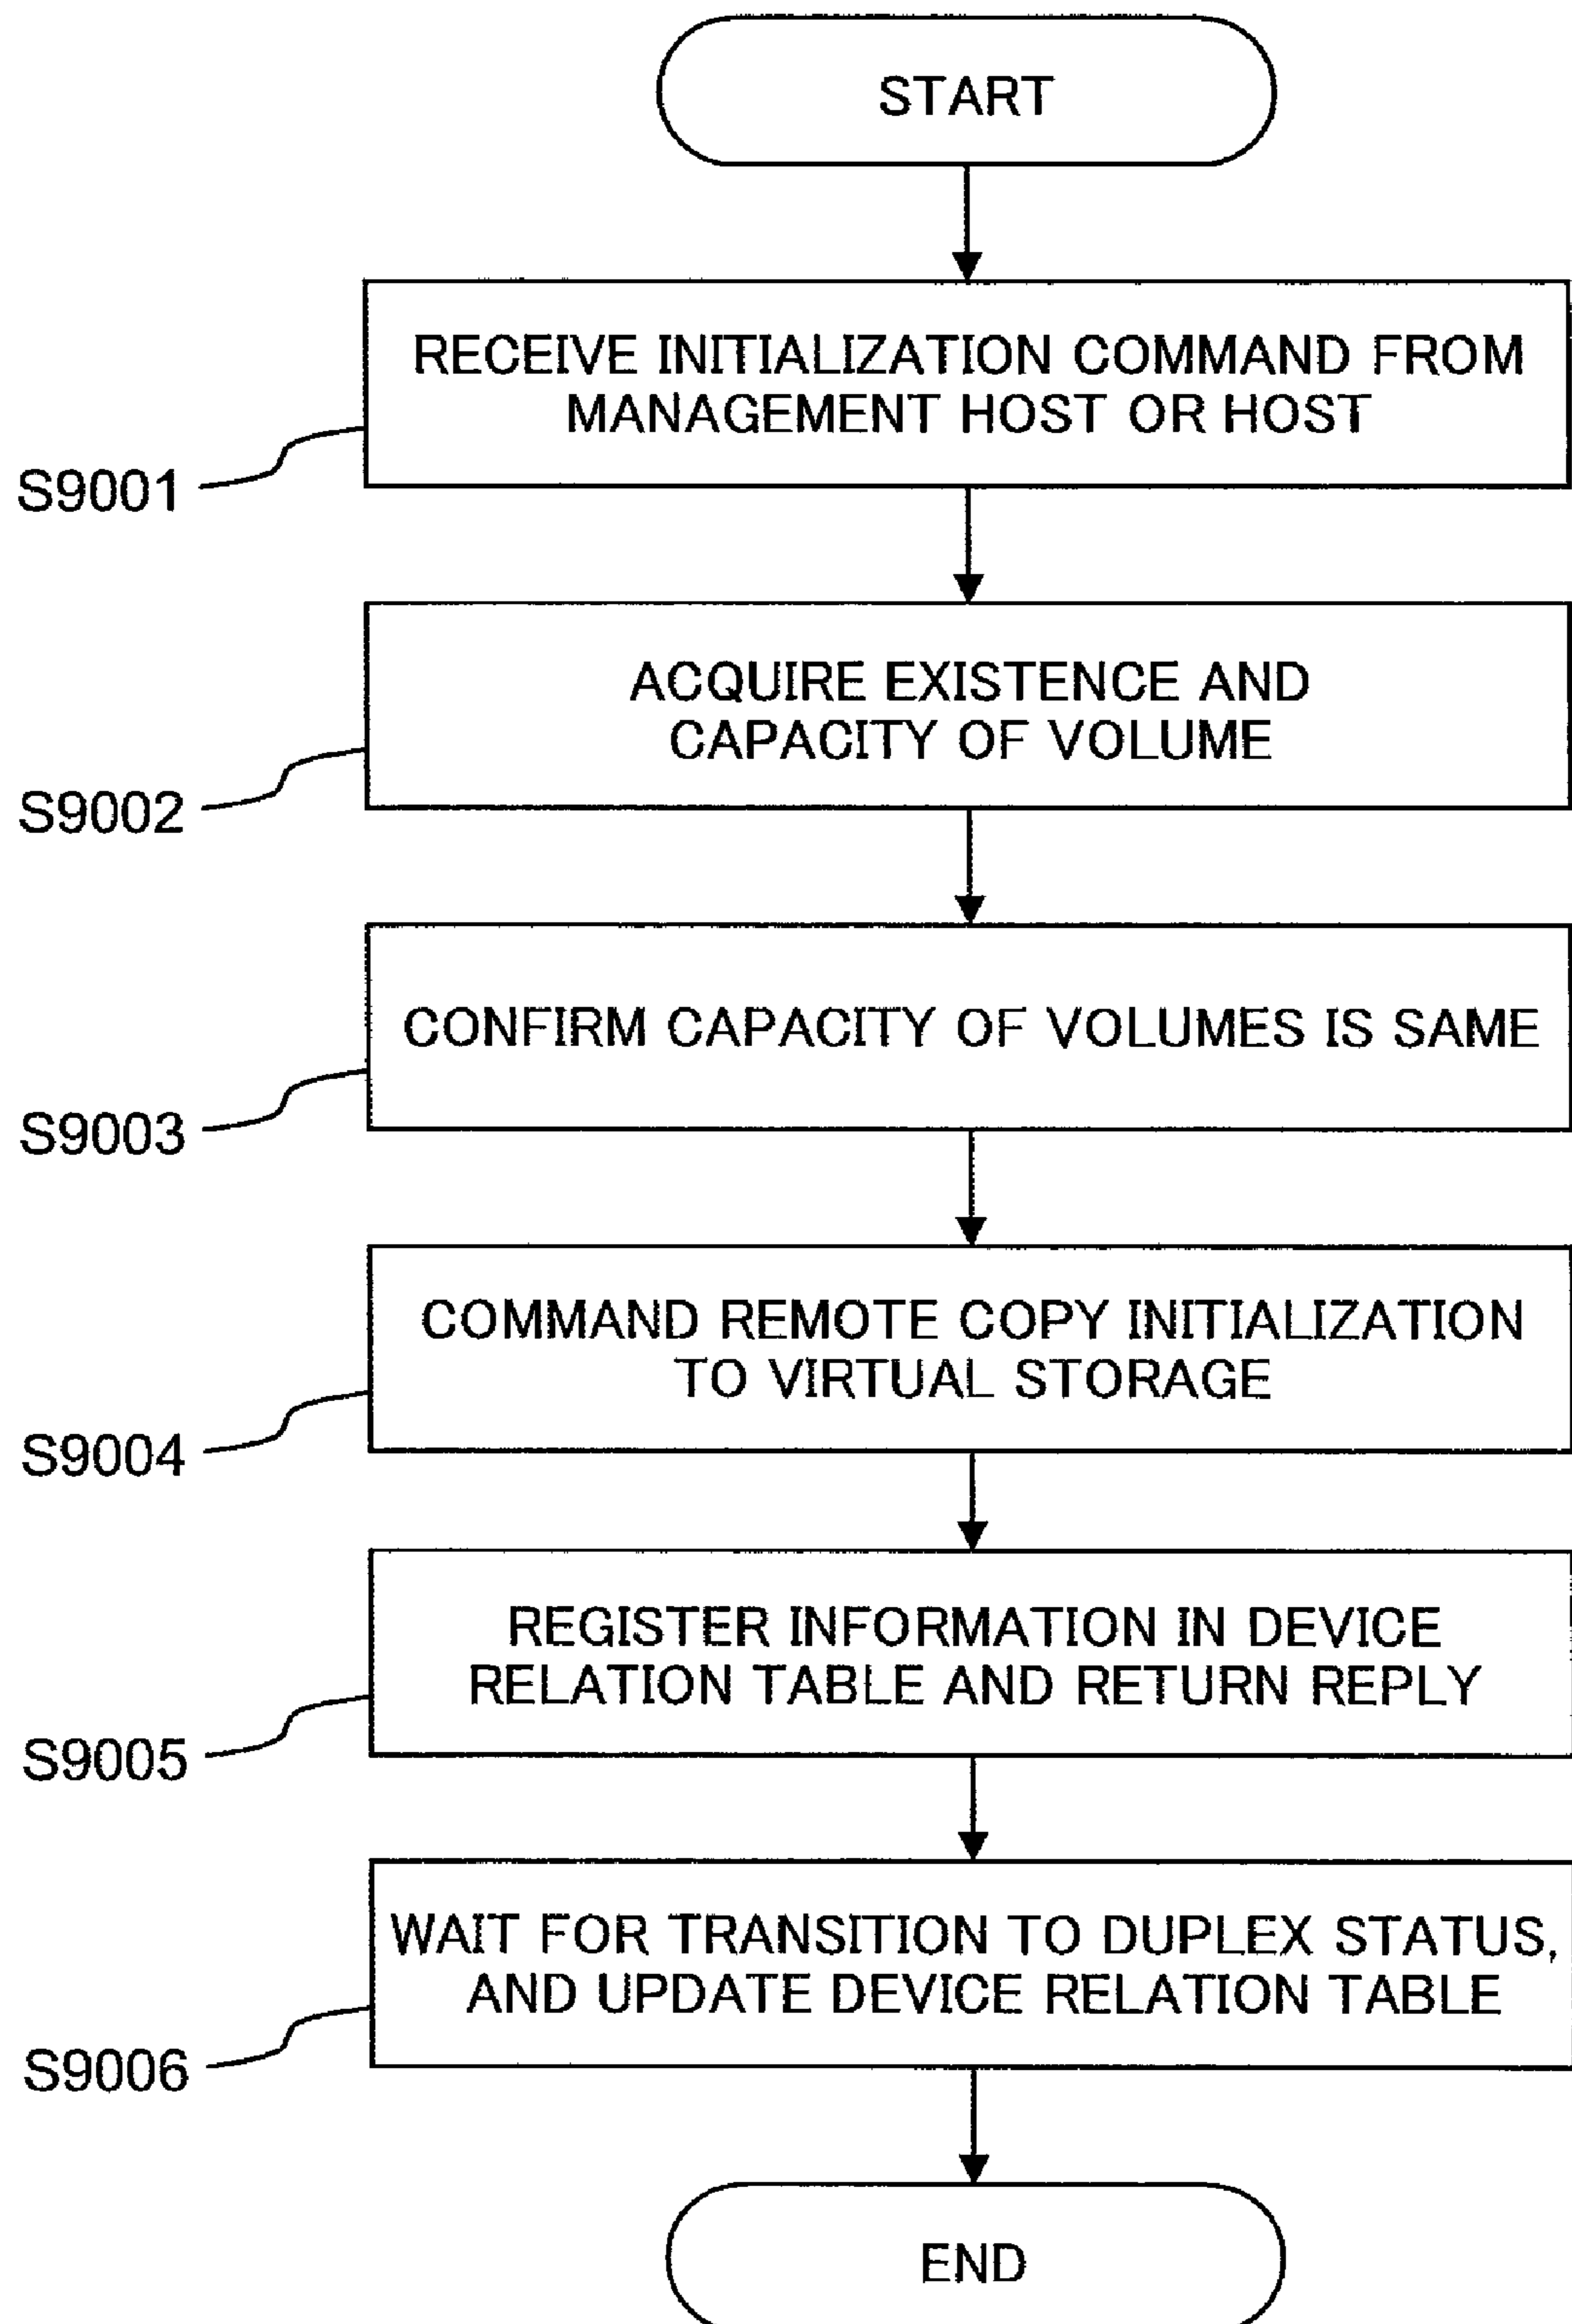 START
RECEIVE INITIALIZATION COMMAND FROM
MANAGEMENT HOST OR HOST
S9001
ACQUIRE EXISTENCE AND
CAPACITY OF VOLUME
S9002
CONFIRM CAPACITY OF VOLUMES IS SAME
S9003
COMMAND REMOTE COPY INITIALIZATION
TO VIRTUAL STORAGE
S9004
REGISTER INFORMATION IN DEVICE
RELATION TABLE AND RETURN REPLY
S9005
WAIT FOR TRANSITION TO DUPLEX STATUS,
AND UPDATE DEVICE RELATION TABLE
S9006
END